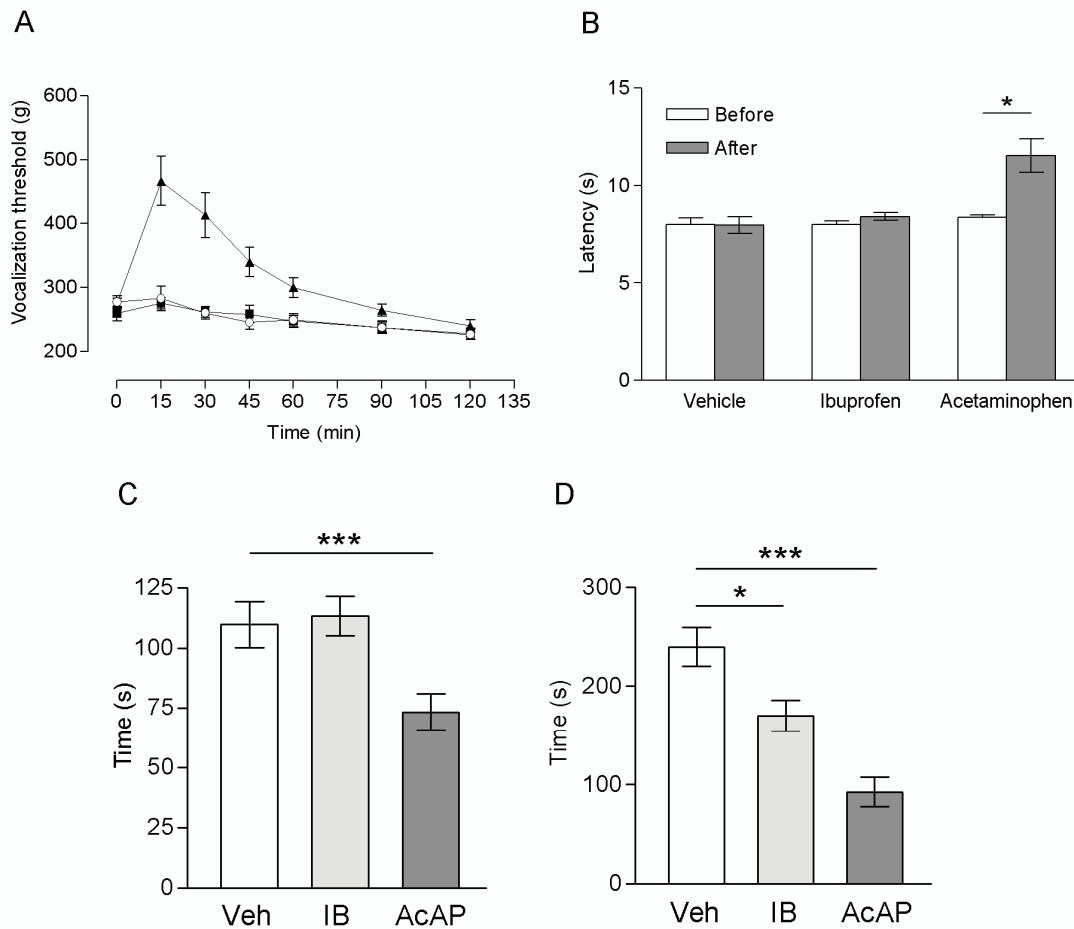 A
Vocalization threshold (g)
600
500
400
300
200
0 15 30 45 60 75 90 105 120 135
Time (min)
B
Latency (s)
15
10
5
0
Before
After
*
Vehicle Ibuprofen Acetaminophen
C
Time (s)
125
100
75
50
25
0
***
Veh IB AcAP
D
Time (s)
300
200
100
0
***
*
Veh IB AcAP